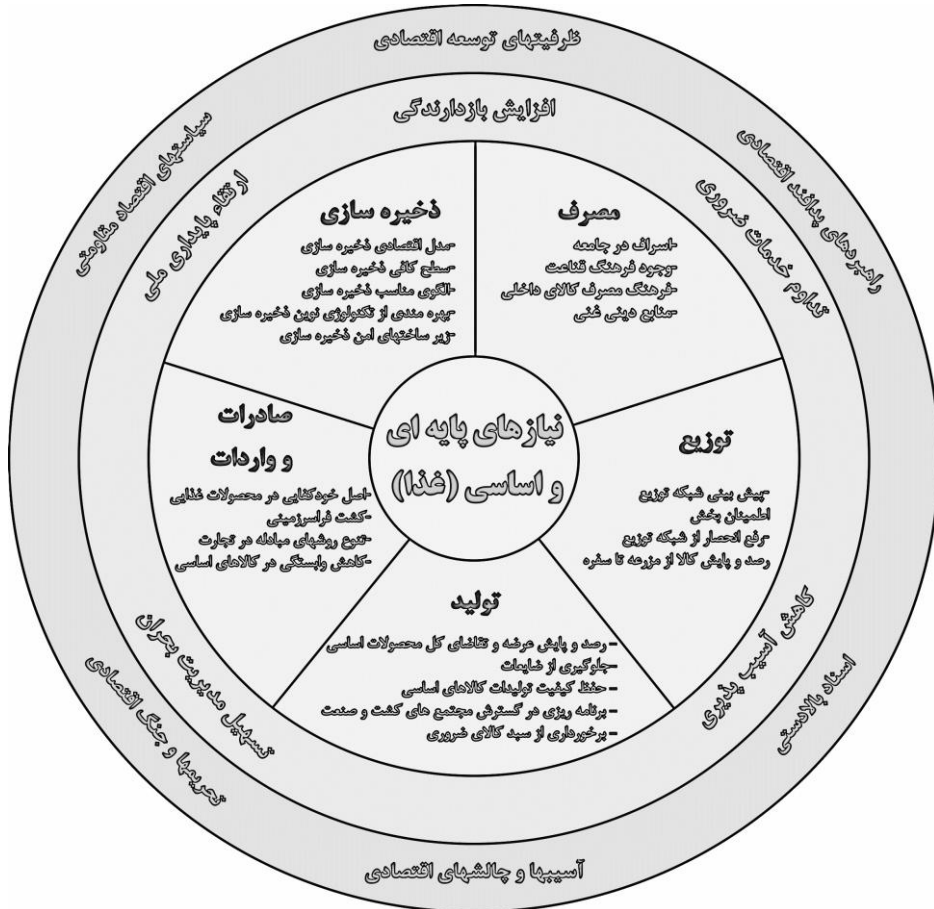 ظرفیتهای توسعه اقتصادی
سیاستهای اقتصاد مقاومتی
راهبردهای پدافند اقتصادی
افزایش بازدارندگی
ارتقاء پایداری ملی
تداوم خدمات ضروری
مصرف
-اسراف در جامعه
-وجود فرهنگ قناعت
-فرهنگ مصرف کالای داخلی
-منابع دینی غنی
ذخیره سازی
-مدل اقتصادی ذخیره سازی
-سطح کالی ذخیره سازی
-الگوی مناسب ذخیره سازی
-بهره مندی از تکنولوژی نوین ذخیره سازی
-زیر ساختهای امن ذخیره سازی
نیازهای پایه ای
و اساسی (غذا)
توزیع
-پیش بینی شبکه توزیع
اطمینان بخش
-رفع انحصار از شبکه توزیع
رصد و پایش کالا از مزرعه تا سفره
صادرات
و واردات
-اصل خودکفایی در محصولات غذایی
-کشت فراسرزمینی
-تنوع روشهای مبادله در تجارت
-کاهش وابستگی در کالاهای اساسی
تولید
– رصد و پایش عرضه و تقاضای کل محصولات اساسی
-جلوگیری از ضایعات
– حفظ کیفیت تولیدات کالاهای اساسی
– برنامه ریزی در گسترش مجتمع های کشت و صنعت
– برخورداری از سبد کالای ضروری
کاهش آسیب پذیری
تسهیل مدیریت بحران
اسناد بالادستی
تحریمها و جنگ اقتصادی
آسیبها و چالشهای اقتصادی